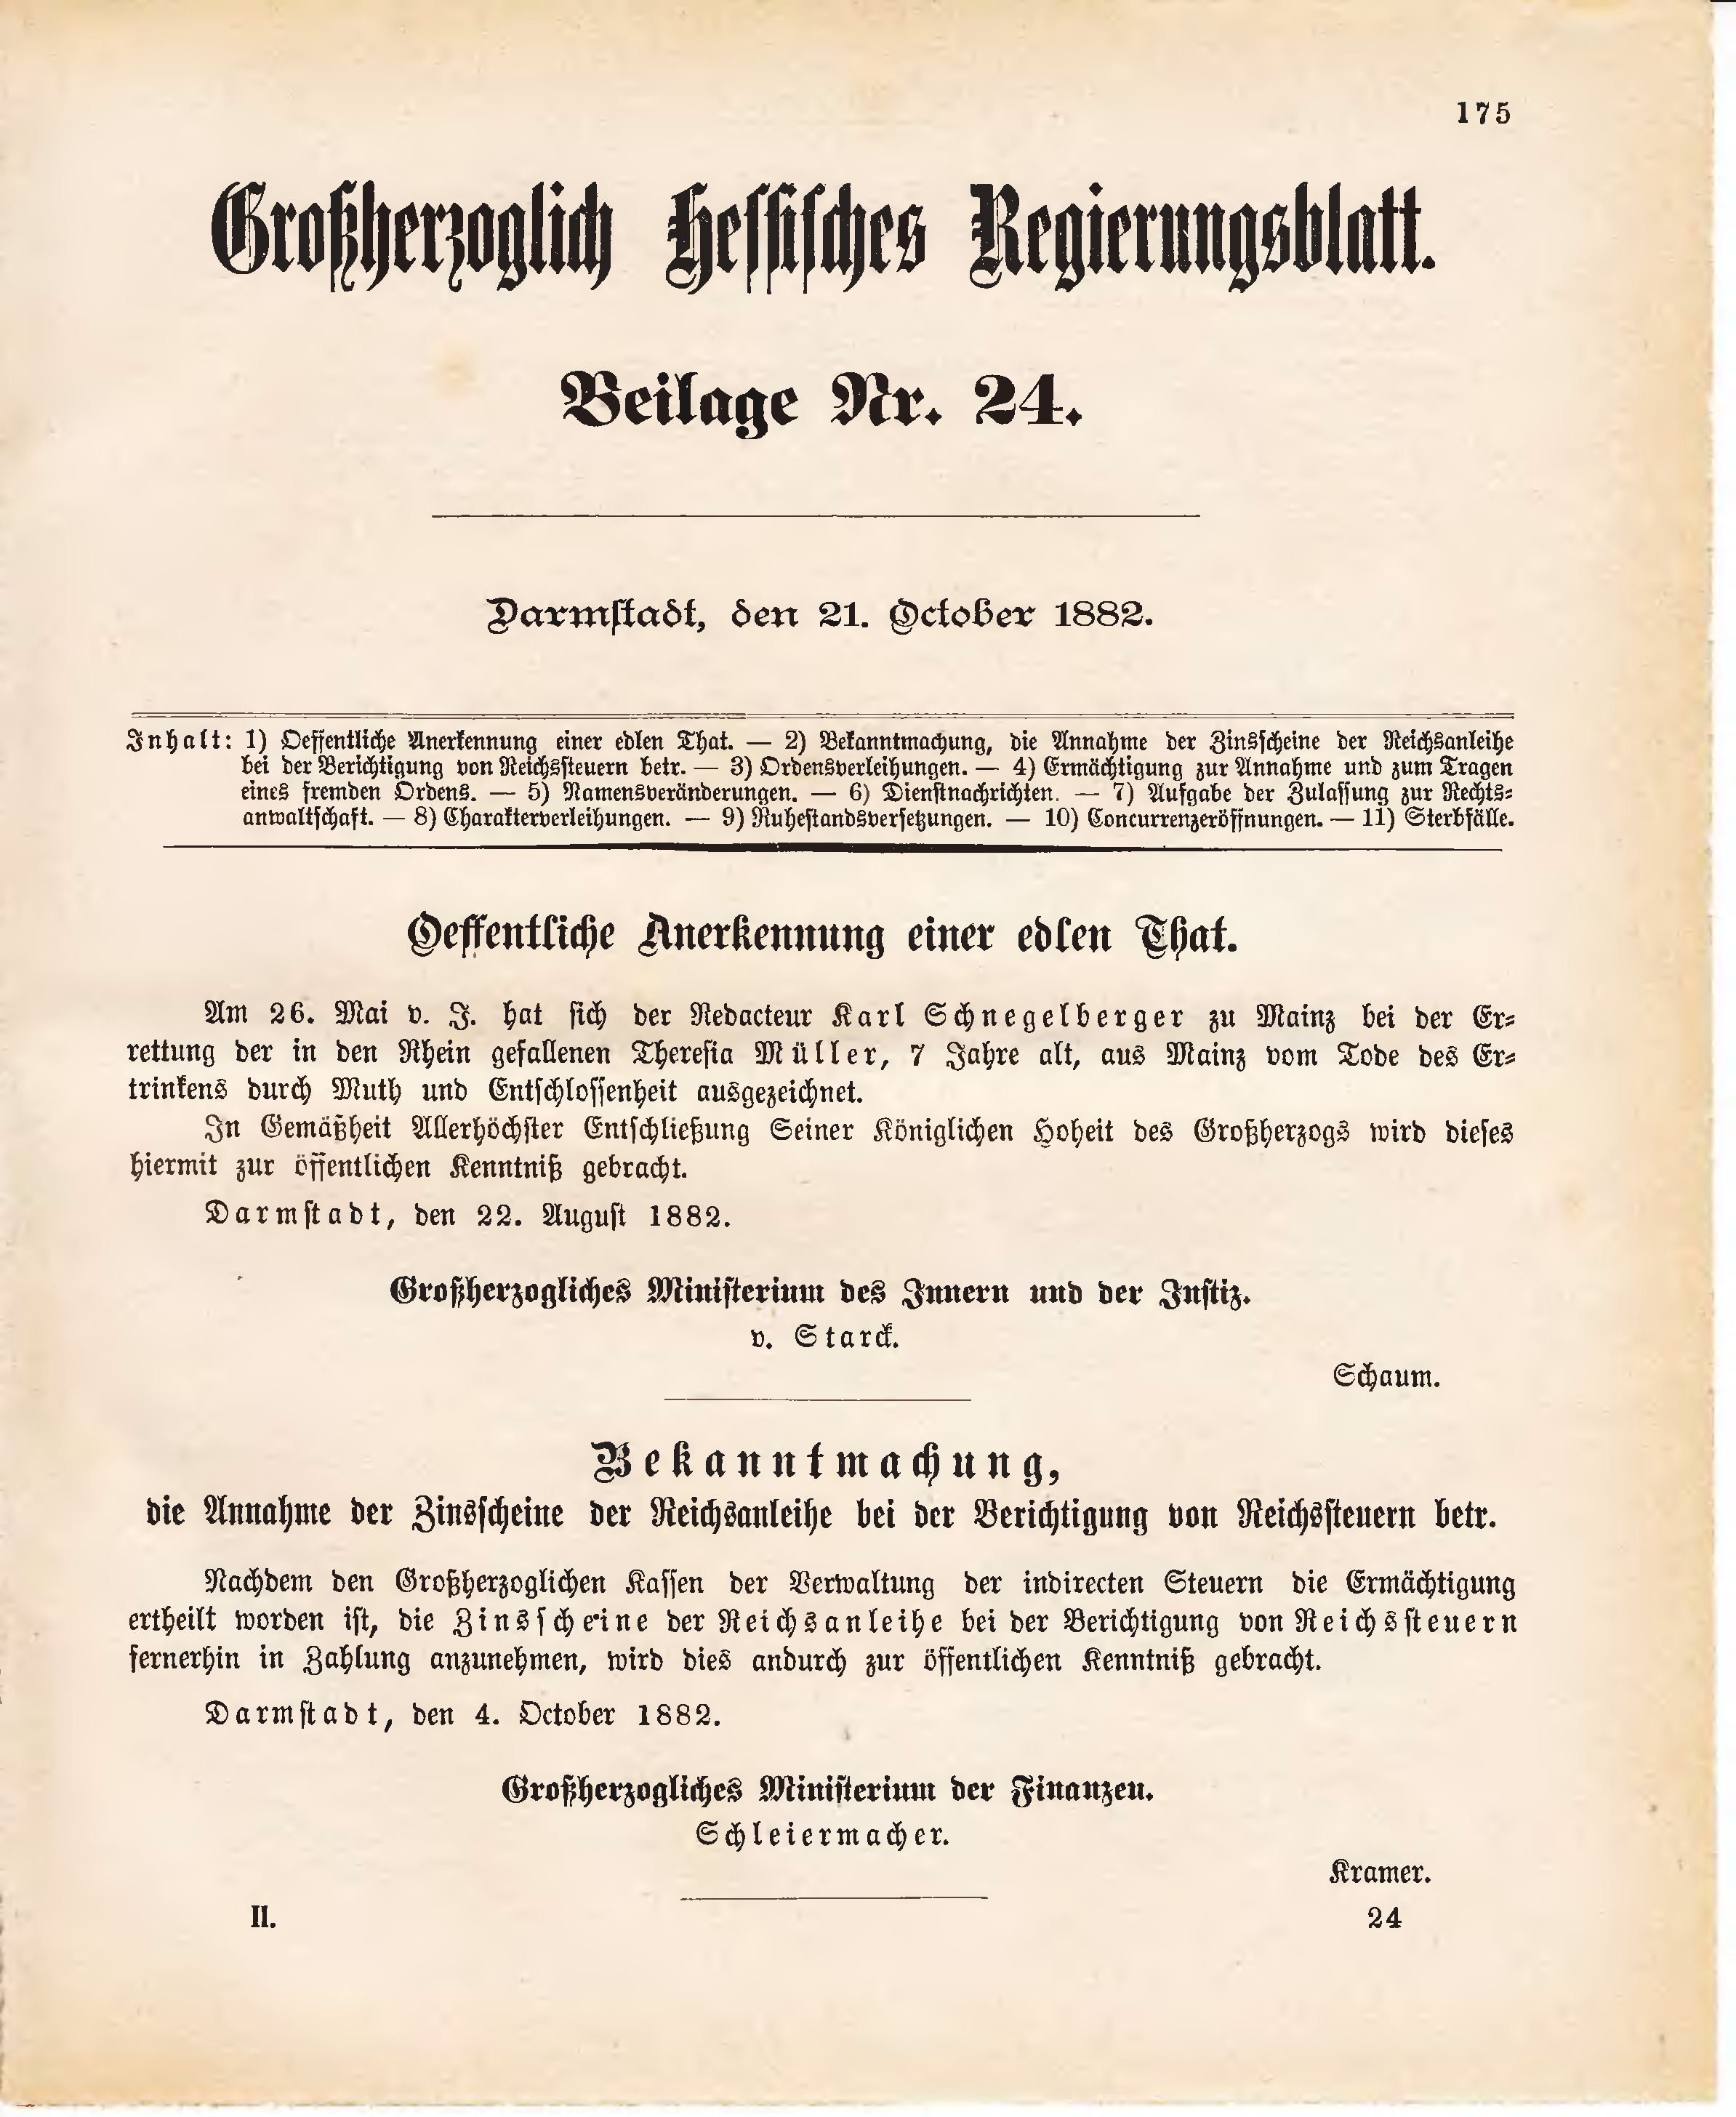 175
Großherzoglich Hessisches Regierungsblatt.
Beilage Nr. 24.
Darmstadt, den 21. October 1882.
Inhalt: 1) Oeffentliche Anerkennung einer edlen That. — 2) Bekanntmachung, die Annahme der Zinsscheine der Reichsanleihe
bei der Berichtigung von Reichssteuern betr. — 3) Ordensverleihungen. — 4) Ermächtigung zur Annahme und zum Tragen
eines fremden Ordens. — 5) Namensveränderungen. — 6) Dienstnachrichten. — 7) Aufgabe der Zulassung zur Rechts-
anwaltschaft. — 8) Charakterverleihungen. — 9) Ruhestandsversetzungen. — 10) Concurrenzeröffnungen. — 11) Sterbfälle.
Oeffentliche Anerkennung einer edlen That.
Am 26. Mai v. J. hat sich der Redacteur Karl Schnegelberger zu Mainz bei der Er-
rettung der in den Rhein gefallenen Theresia Müller, 7 Jahre alt, aus Mainz vom Tode des Er-
trinkens durch Muth und Entschlossenheit ausgezeichnet.
In Gemäßheit Allerhöchster Entschließung Seiner Königlichen Hoheit des Großherzogs wird dieses
hiermit zur öffentlichen Kenntniß gebracht.
Darmstadt, den 22. August 1882.
Großherzogliches Ministerium des Innern und der Justiz.
v. Starck.
Schaum.
Bekanntmachung,
die Annahme der Zinsscheine der Reichsanleihe bei der Berichtigung von Reichssteuern betr.
Nachdem den Großherzoglichen Kassen der Verwaltung der indirecten Steuern die Ermächtigung
ertheilt worden ist, die Zinsscheine der Reichsanleihe bei der Berichtigung von Reichssteuern
fernerhin in Zahlung anzunehmen, wird dies andurch zur öffentlichen Kenntniß gebracht.
Darmstadt, den 4. October 1882.
Großherzogliches Ministerium der Finanzen.
Schleiermacher.
Kramer.
II. 24